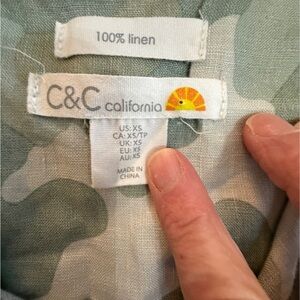 100% linen
C&C california
US: XS
CA: XS/TP
UK: XS
EU: XS
AU: XS
MADE IN
CHINA